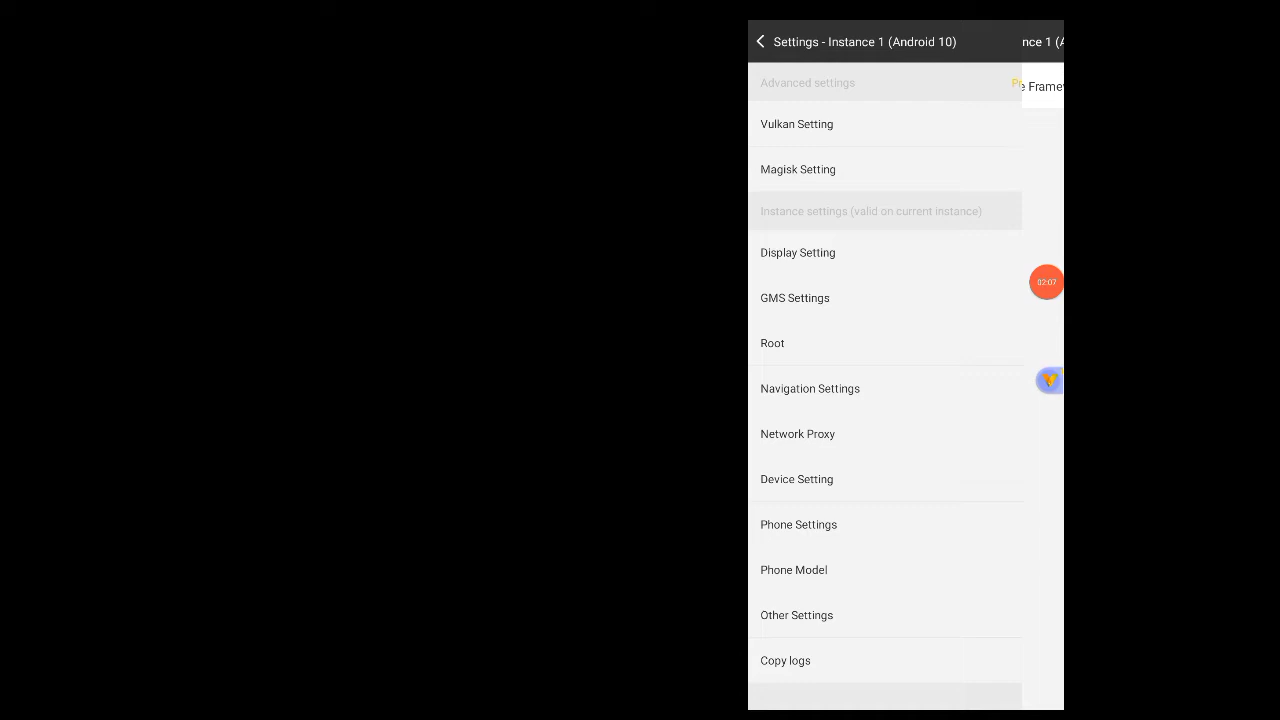 Settings - Instance 1 (Android 10)
nce 1 (A
Advanced settings
Pr
e Frame
Vulkan Setting
Magisk Setting
Instance settings (valid on current instance)
Display Setting
GMS Settings
02:07
Root
Navigation Settings
Network Proxy
Device Setting
Phone Settings
Phone Model
Other Settings
Copy logs